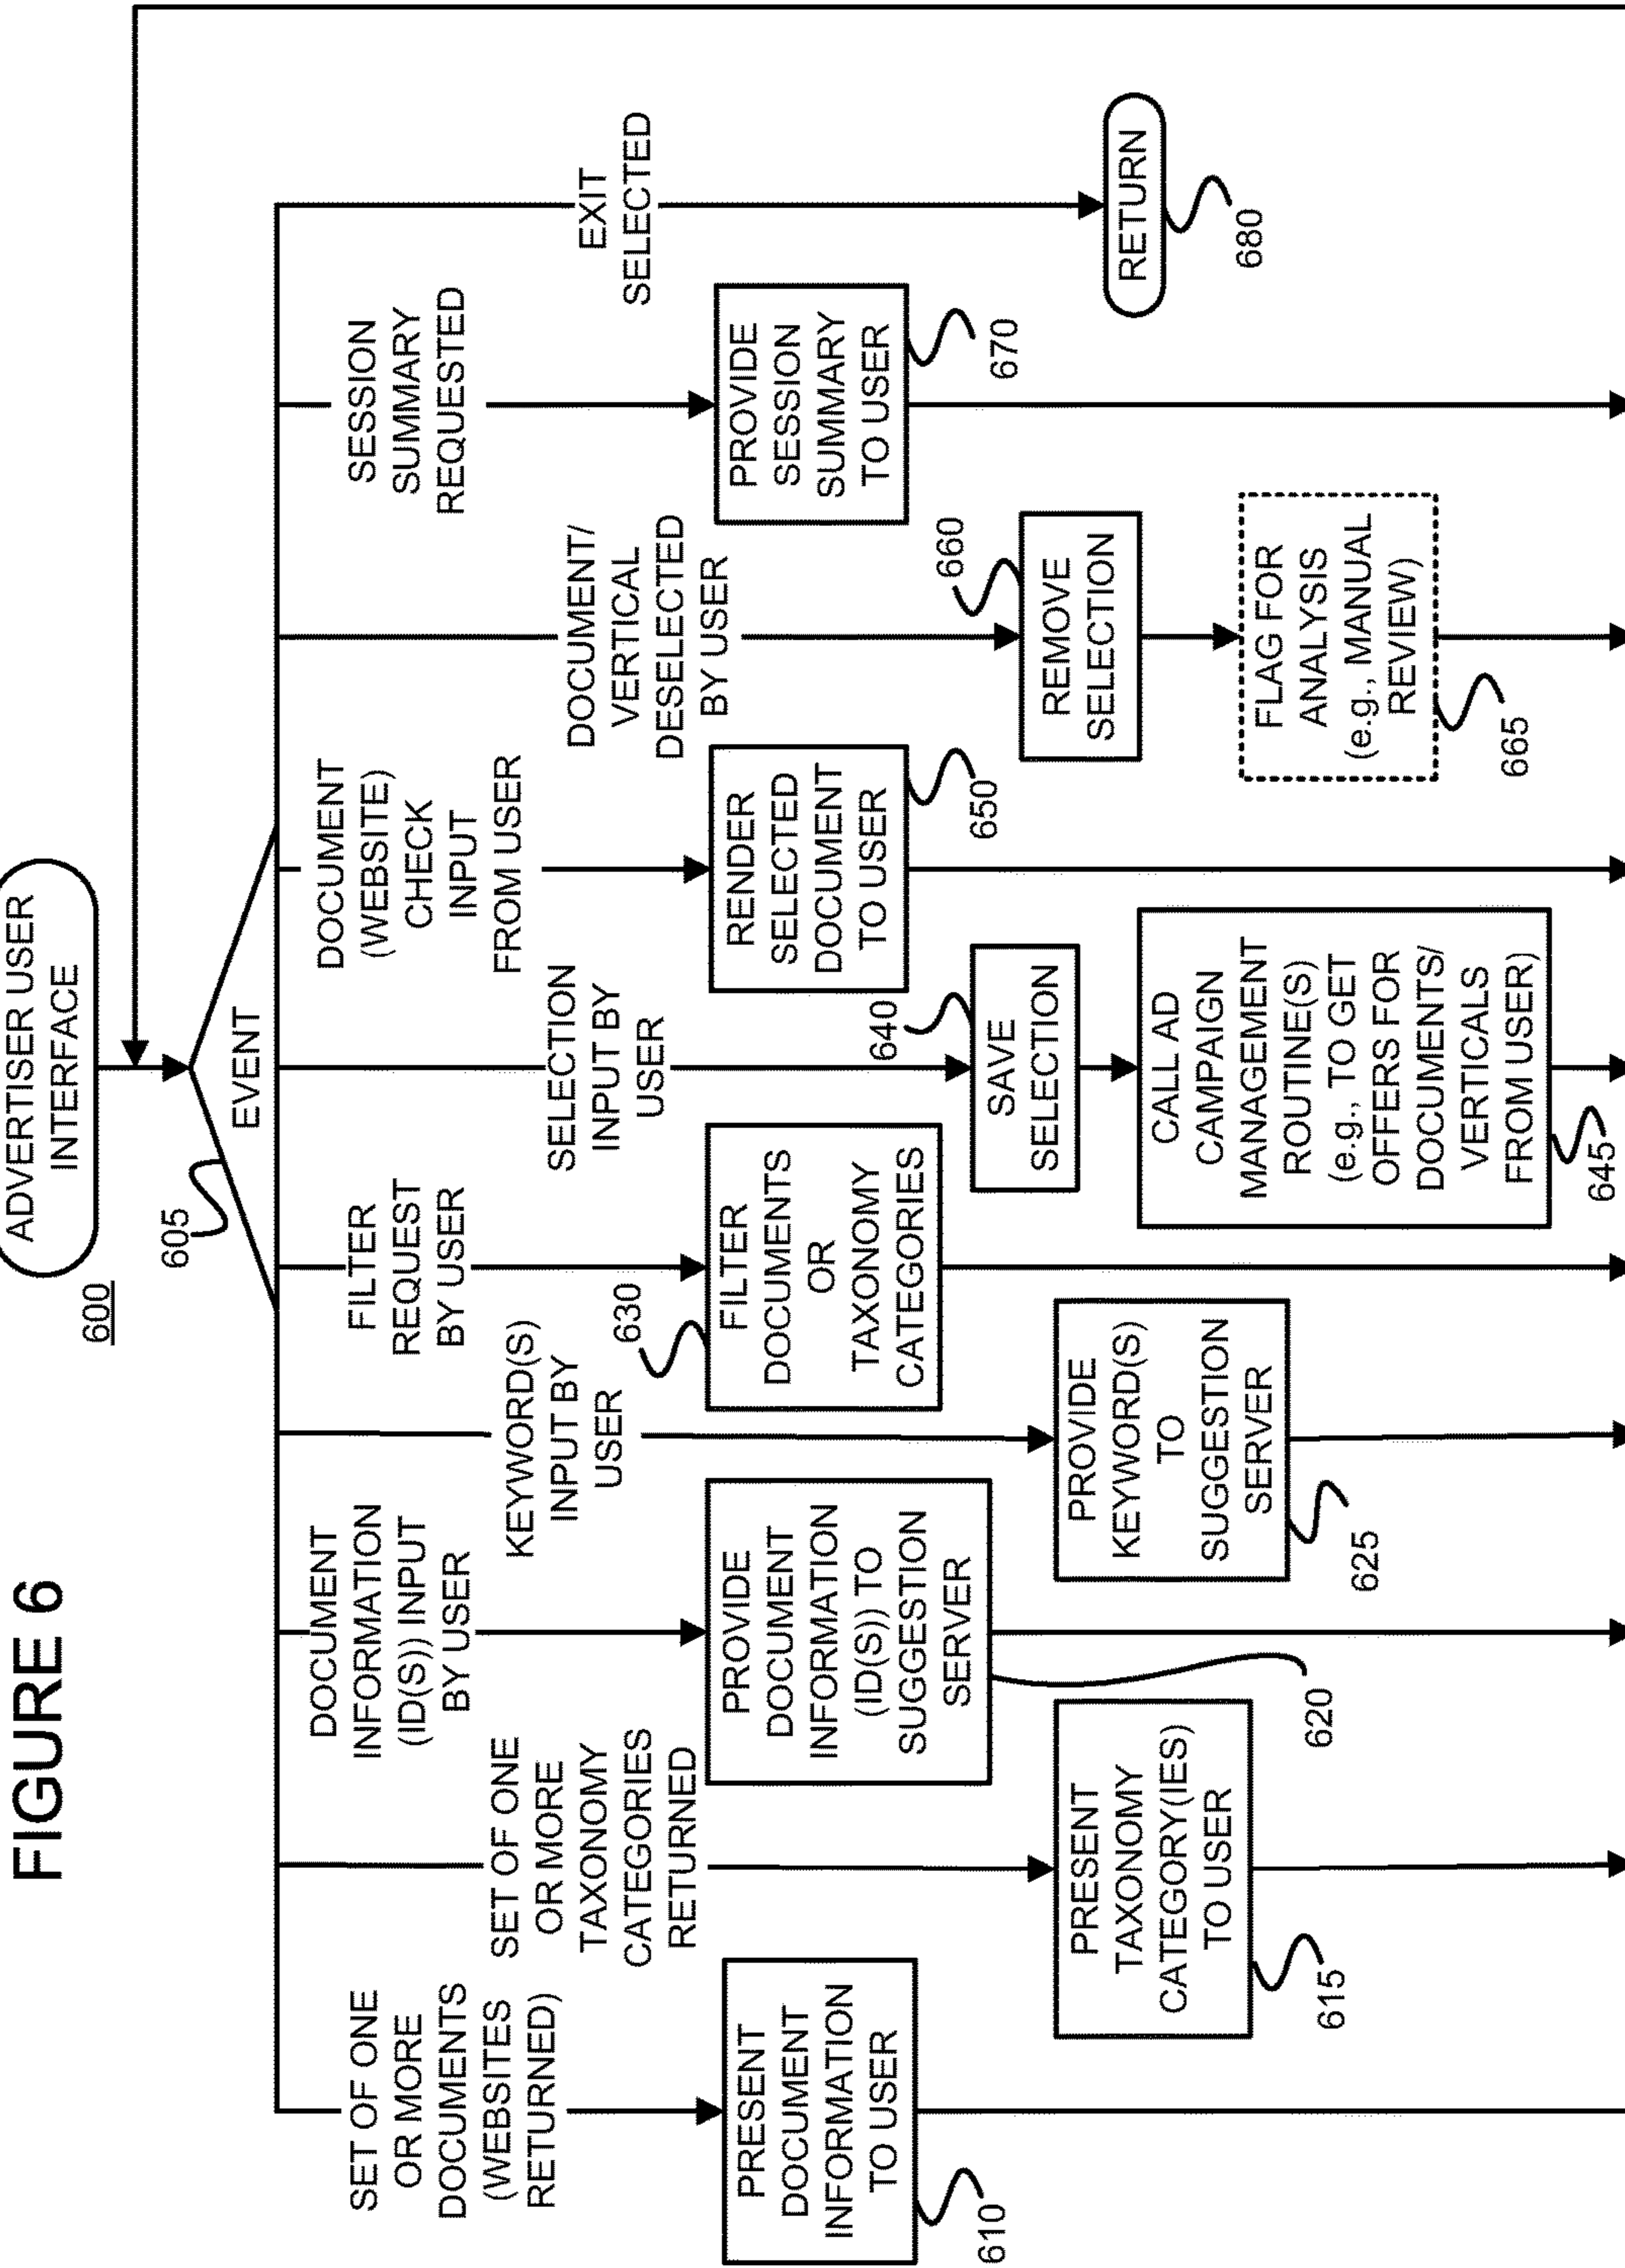 FIGURE 6
600
ADVERTISER USER
INTERFACE
605
EVENT
SET OF ONE
OR MORE
DOCUMENTS
(WEBSITES
RETURNED)
PRESENT
DOCUMENT
INFORMATION
TO USER
610
SET OF ONE
OR MORE
TAXONOMY
CATEGORIES
RETURNED
PRESENT
TAXONOMY
CATEGORY(IES)
TO USER
615
DOCUMENT
INFORMATION
(ID(S)) INPUT
BY USER
PROVIDE
DOCUMENT
INFORMATION
(ID(S)) TO
SUGGESTION
SERVER
620
KEYWORD(S)
INPUT BY
USER
PROVIDE
KEYWORD(S)
TO
SUGGESTION
SERVER
625
FILTER
REQUEST
BY USER
630
FILTER
DOCUMENTS
OR
TAXONOMY
CATEGORIES
SELECTION
INPUT BY
USER
640
SAVE
SELECTION
CALL AD
CAMPAIGN
MANAGEMENT
ROUTINE(S)
(e.g., TO GET
OFFERS FOR
DOCUMENTS/
VERTICALS
FROM USER)
645
DOCUMENT
(WEBSITE)
CHECK
INPUT
FROM USER
RENDER
SELECTED
DOCUMENT
TO USER
650
DOCUMENT/
VERTICAL
DESELECTED
BY USER
660
REMOVE
SELECTION
FLAG FOR
ANALYSIS
(e.g., MANUAL
REVIEW)
665
SESSION
SUMMARY
REQUESTED
PROVIDE
SESSION
SUMMARY
TO USER
670
EXIT
SELECTED
RETURN
680